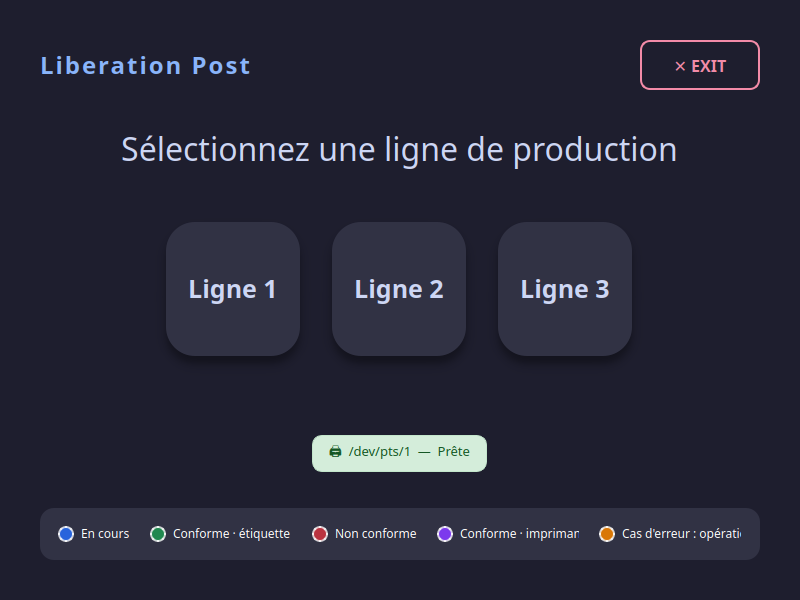 Liberation Post
× EXIT
Sélectionnez une ligne de production
Ligne 1
Ligne 2
Ligne 3
/dev/pts/1 — Prête
En cours
Conforme · étiquette
Non conforme
Conforme · impriman
Cas d'erreur : opérati